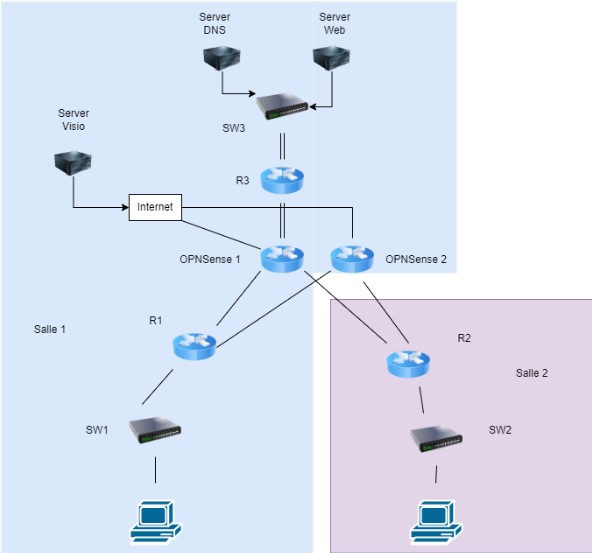 Server
DNS
Server
Web
SW3
Server
Visio
R3
Internet
OPNSense 1
OPNSense 2
R1
Salle 1
R2
Salle 2
SW1
SW2